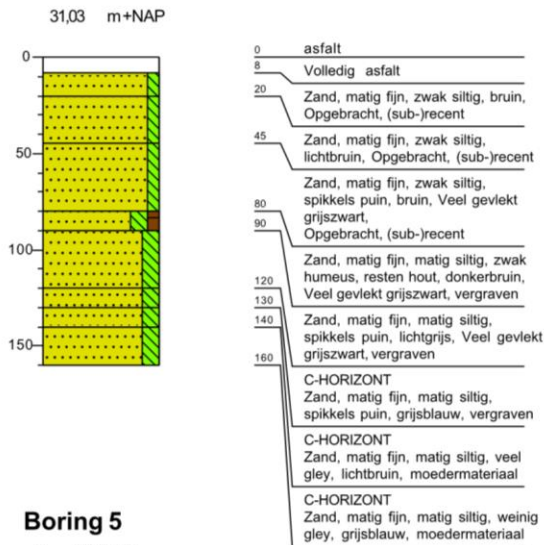 31,03 m+NAP
0
50
100
150
0 asfalt
8 Volledig asfalt
20 Zand, matig fijn, zwak siltig, bruin,
Opgebracht, (sub-)recent
45 Zand, matig fijn, zwak siltig,
lichtbruin, Opgebracht, (sub-)recent
Zand, matig fijn, zwak siltig,
spikkels puin, bruin, Veel gevlekt
80 grijszwart,
Opgebracht, (sub-)recent
90
Zand, matig fijn, matig siltig, zwak
humeus, resten hout, donkerbruin,
Veel gevlekt grijszwart, vergraven
120
130 Zand, matig fijn, matig siltig,
140 spikkels puin, lichtgrijs, Veel gevlekt
grijszwart, vergraven
160
C-HORIZONT
Zand, matig fijn, matig siltig,
spikkels puin, grijsblauw, vergraven
C-HORIZONT
Zand, matig fijn, matig siltig, veel
gley, lichtbruin, moedermateriaal
C-HORIZONT
Zand, matig fijn, matig siltig, weinig
gley, grijsblauw, moedermateriaal
Boring 5